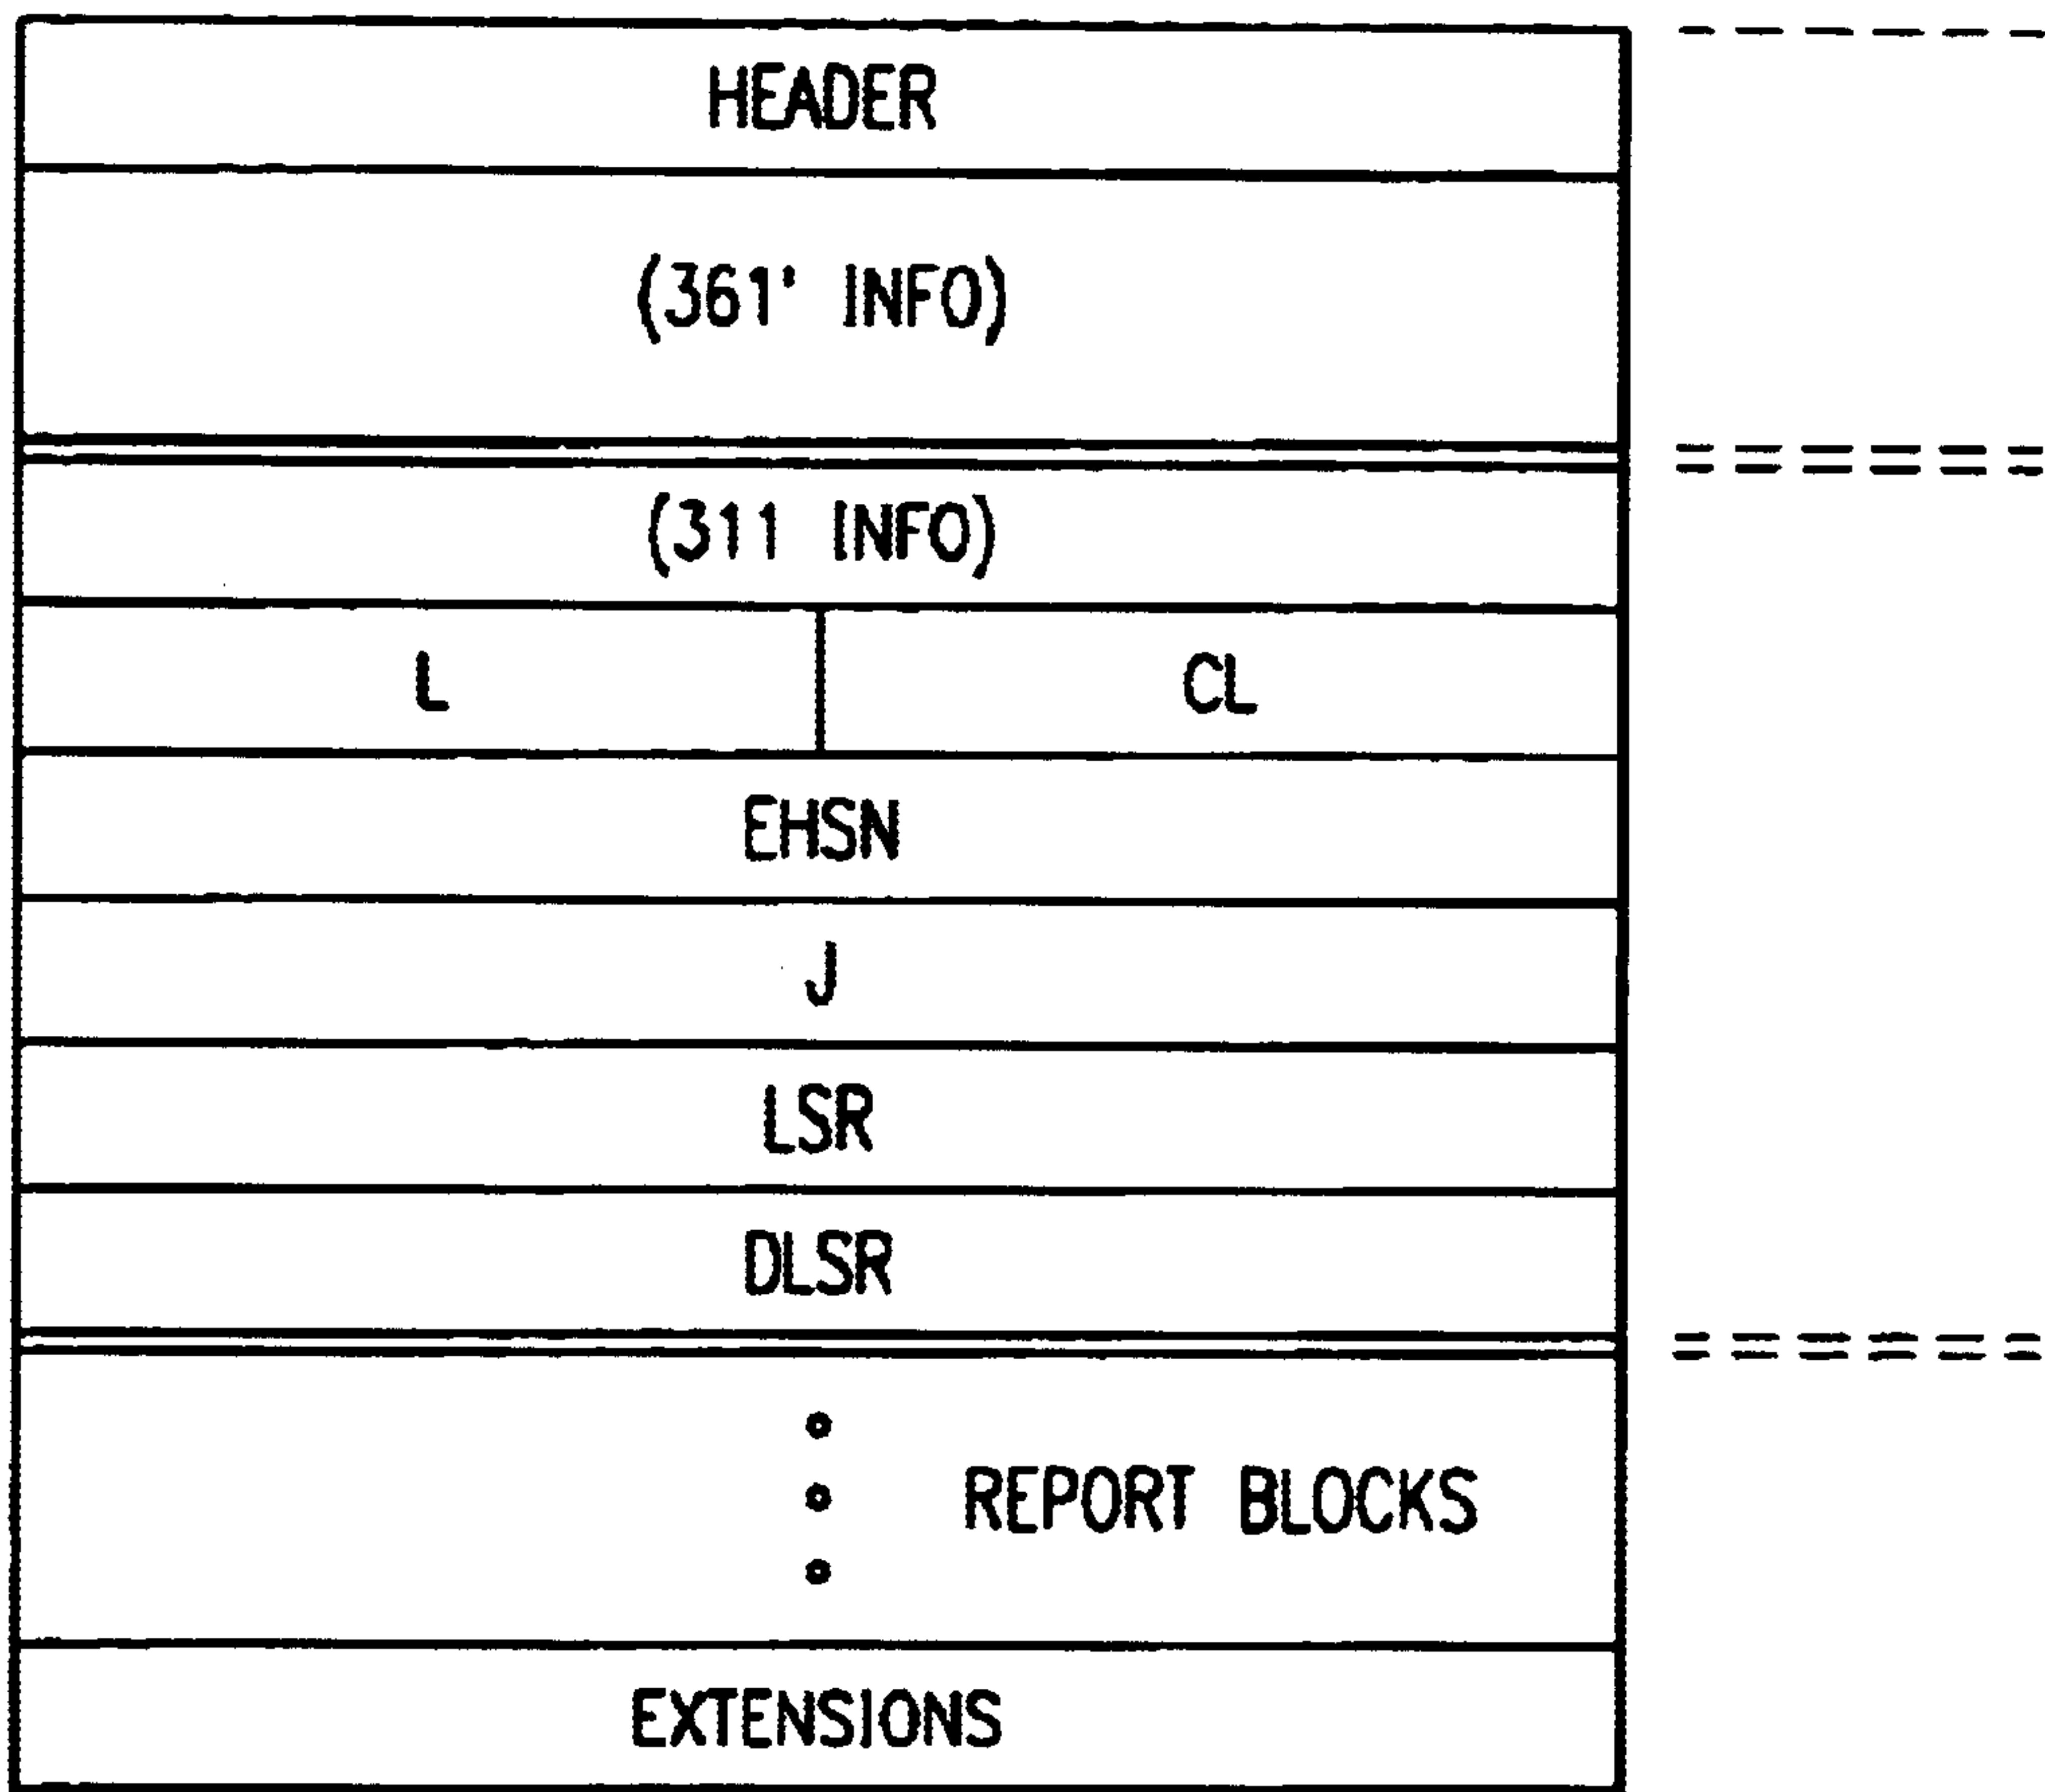 HEADER
(361' INFO)
(311 INFO)
L CL
EHSN
J
LSR
DLSR
REPORT BLOCKS
EXTENSIONS